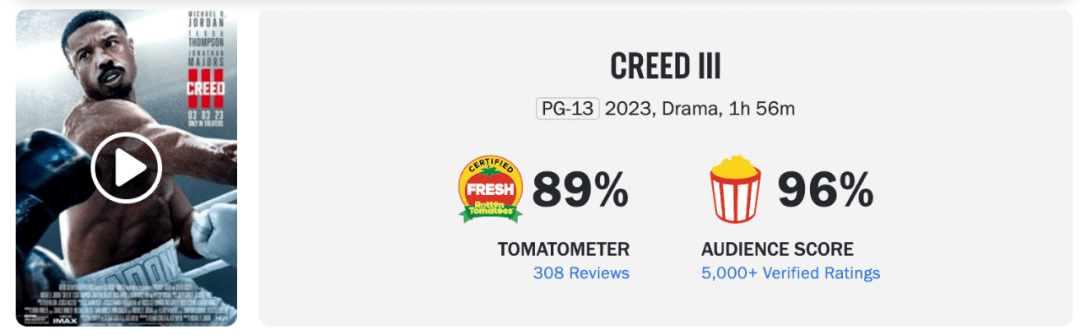 MICHAEL B.
JORDAN
TESSA
THOMPSON
JONATHAN
MAJORS
CREED
III
03 03 23
ONLY IN THEATERS
IMAX
CREED III
PG-13 2023, Drama, 1h 56m
CERTIFIED
FRESH
Rotten
Tomatoes
89%
96%
TOMATOMETER
AUDIENCE SCORE
308 Reviews
5,000+ Verified Ratings